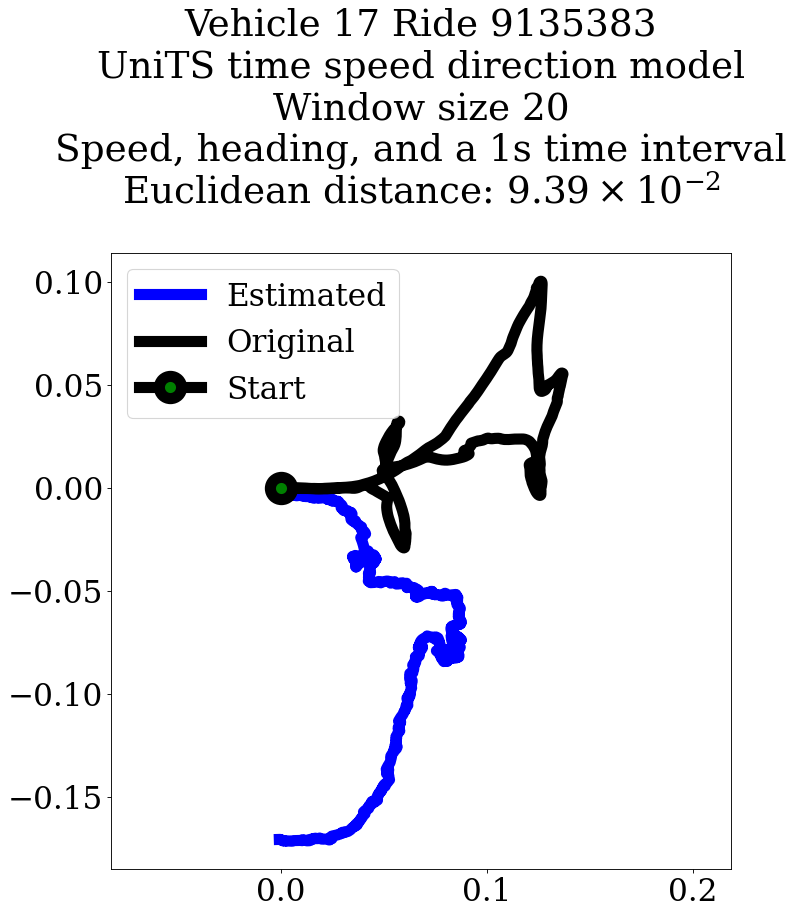 Vehicle 17 Ride 9135383
UniTS time speed direction model
Window size 20
Speed, heading, and a 1s time interval
Euclidean distance: 9.39 × 10⁻²
Estimated
Original
Start
0.10
0.05
0.00
−0.05
−0.10
−0.15
0.0 0.1 0.2